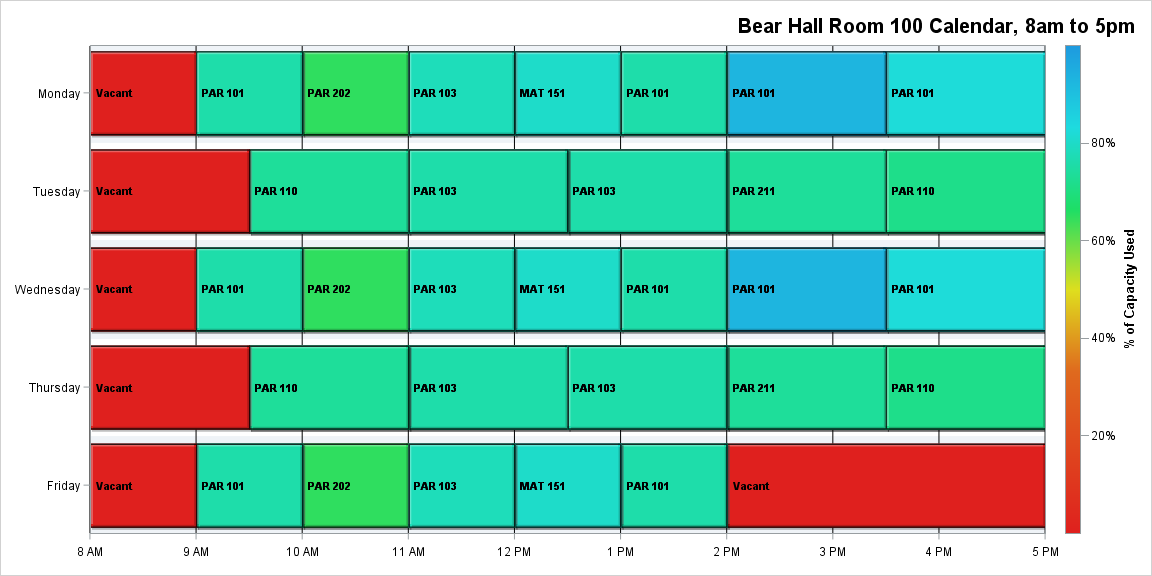 Bear Hall Room 100 Calendar, 8am to 5pm
Monday
Vacant
PAR 101
PAR 202
PAR 103
MAT 151
PAR 101
PAR 101
PAR 101
Tuesday
Vacant
PAR 110
PAR 103
PAR 103
PAR 211
PAR 110
Wednesday
Vacant
PAR 101
PAR 202
PAR 103
MAT 151
PAR 101
PAR 101
PAR 101
Thursday
Vacant
PAR 110
PAR 103
PAR 103
PAR 211
PAR 110
Friday
Vacant
PAR 101
PAR 202
PAR 103
MAT 151
PAR 101
Vacant
8 AM
9 AM
10 AM
11 AM
12 PM
1 PM
2 PM
3 PM
4 PM
5 PM
80%
60%
40%
20%
% of Capacity Used